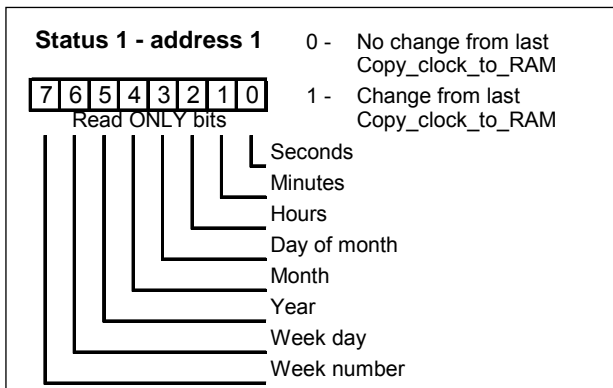 Status 1 - address 1
0 - No change from last
Copy_clock_to_RAM
7 6 5 4 3 2 1 0
1 - Change from last
Copy_clock_to_RAM
Read ONLY bits
Seconds
Minutes
Hours
Day of month
Month
Year
Week day
Week number